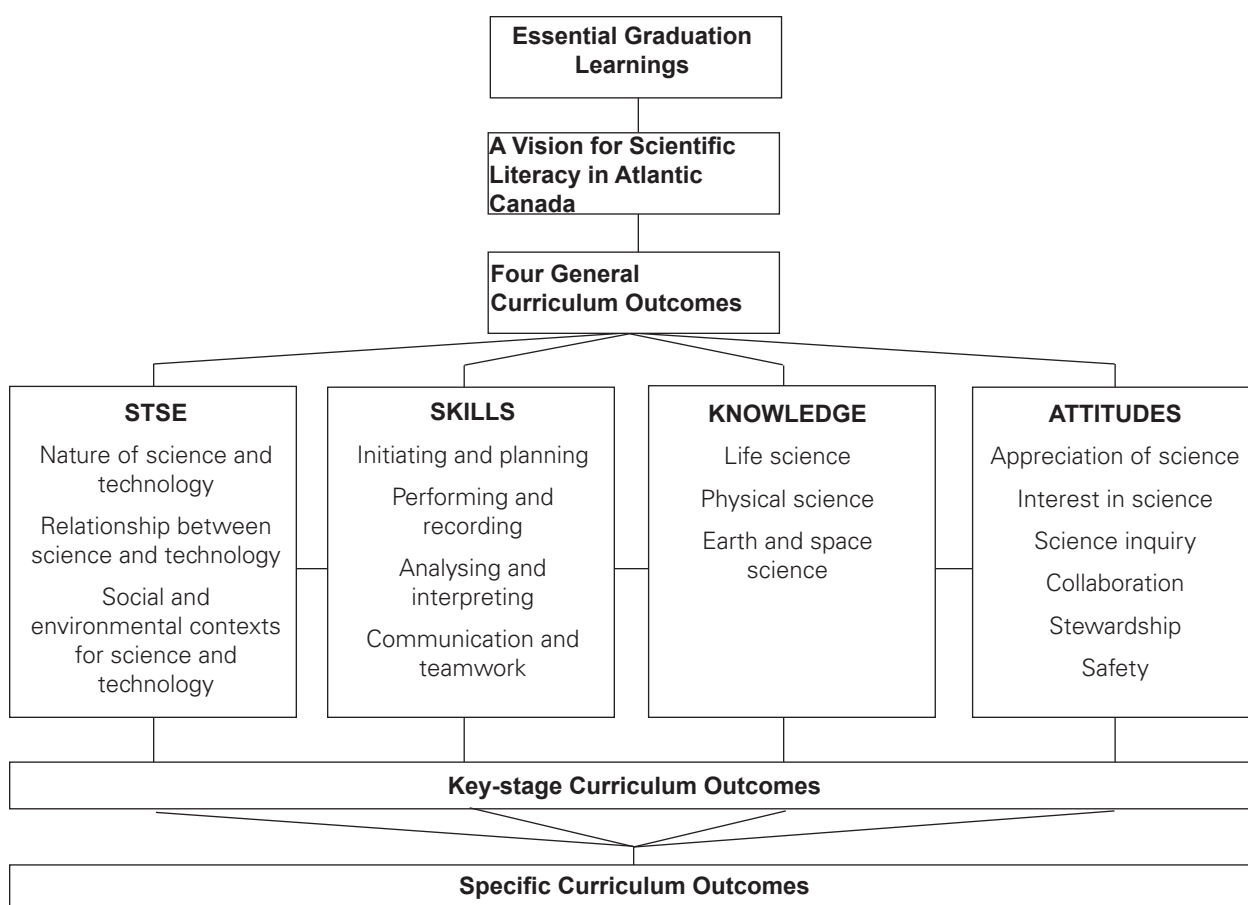 Essential Graduation
Learnings
A Vision for Scientific
Literacy in Atlantic
Canada
Four General
Curriculum Outcomes
STSE
Nature of science and
technology
Relationship between
science and technology
Social and
environmental contexts
for science and
technology
SKILLS
Initiating and planning
Performing and
recording
Analysing and
interpreting
Communication and
teamwork
KNOWLEDGE
Life science
Physical science
Earth and space
science
ATTITUDES
Appreciation of science
Interest in science
Science inquiry
Collaboration
Stewardship
Safety
Key-stage Curriculum Outcomes
Specific Curriculum Outcomes